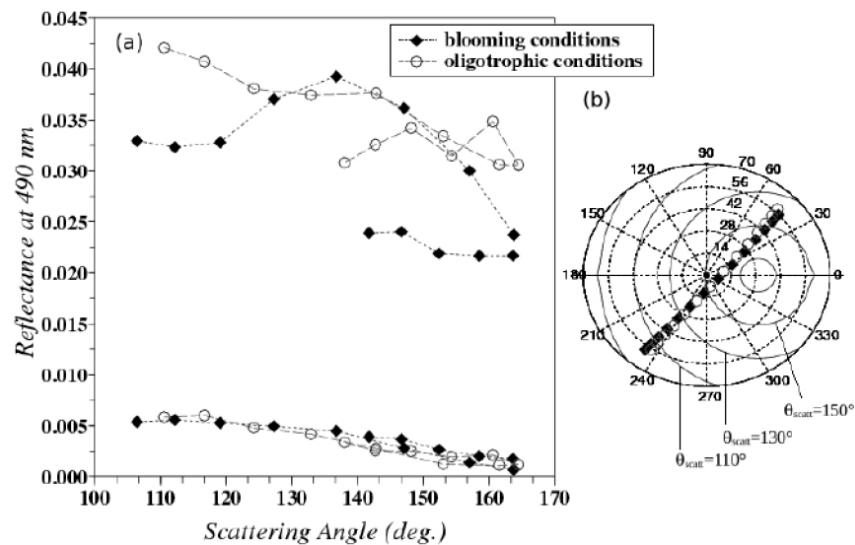 (a)
blooming conditions
oligotrophic conditions
(b)
Reflectance at 490 nm
0.045
0.040
0.035
0.030
0.025
0.020
0.015
0.010
0.005
0.000
100 110 120 130 140 150 160 170
Scattering Angle (deg.)
90
120
70
60
56
150
42
30
28
14
180
0
210
330
240
300
270
θscatt=150°
θscatt=130°
θscatt=110°